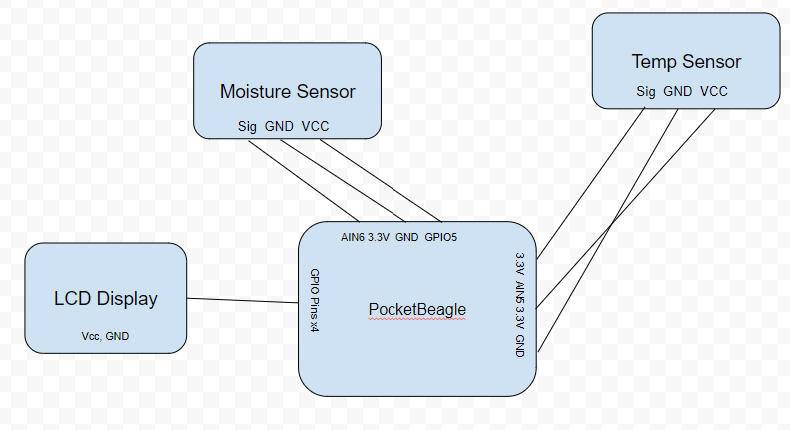 Temp Sensor
Sig GND VCC
Moisture Sensor
Sig GND VCC
AIN6 3.3V GND GPIO5
3.3V AIN5 3.3V GND
GPIO Pins x4
LCD Display
Vcc, GND
PocketBeagle